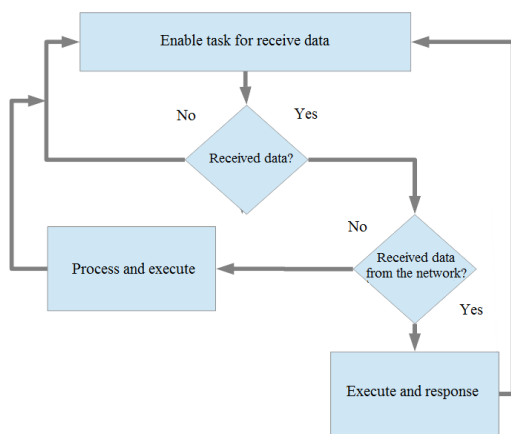 Enable task for receive data
No
Yes
Received data?
No
Received data
from the network?
Process and execute
Yes
Execute and response